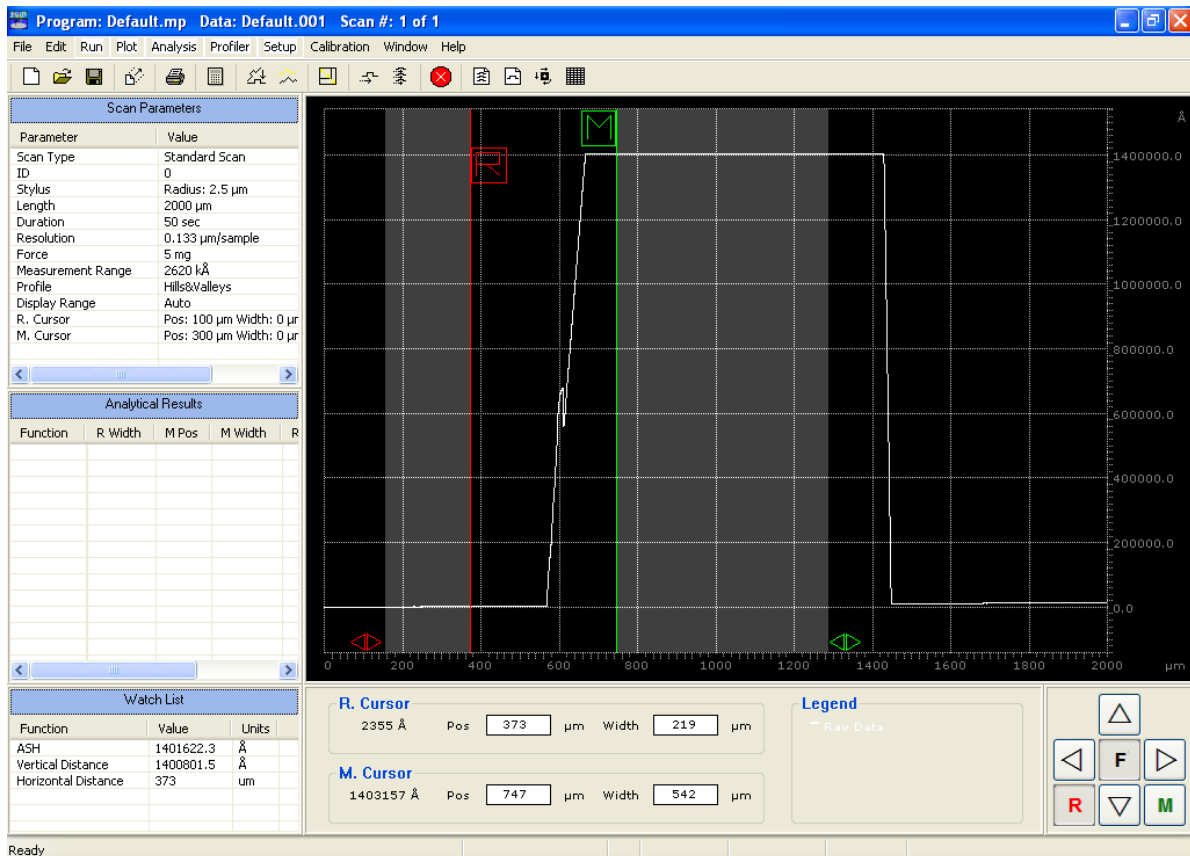 Program: Default.mp   Data: Default.001   Scan #: 1 of 1
File Edit Run Plot Analysis Profiler Setup Calibration Window Help
Scan Parameters
Parameter Value
Scan Type Standard Scan
ID 0
Stylus Radius: 2.5 µm
Length 2000 µm
Duration 50 sec
Resolution 0.133 µm/sample
Force 5 mg
Measurement Range 2620 kÅ
Profile Hills&Valleys
Display Range Auto
R. Cursor Pos: 100 µm Width: 0 µr
M. Cursor Pos: 300 µm Width: 0 µr
Analytical Results
Function R Width M Pos M Width R
Watch List
Function Value Units
ASH 1401622.3 Å
Vertical Distance 1400801.5 Å
Horizontal Distance 373 um
R
M
Å
1400000.0
1200000.0
1000000.0
800000.0
600000.0
400000.0
200000.0
0.0
0 200 400 600 800 1000 1200 1400 1600 1800 2000 µm
R. Cursor
2355 Å Pos 373 µm Width 219 µm
M. Cursor
1403157 Å Pos 747 µm Width 542 µm
Legend
Raw Data
F
R M
Ready